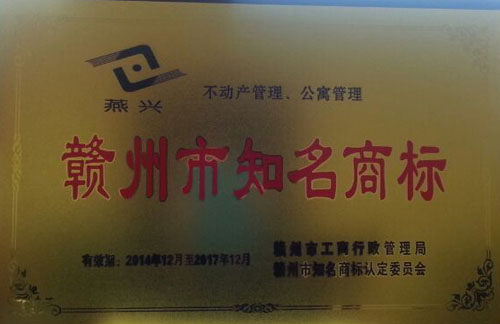 燕兴
不动产管理、公寓管理
赣州市知名商标
有效期:2014年12月至2017年12月
赣州市工商行政管理局
赣州市知名商标认定委员会